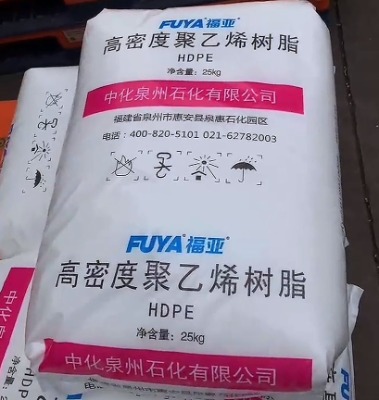 FUYA 福亚
高密度聚乙烯树脂
HDPE
净含量：25kg
中化泉州石化有限公司
福建省泉州市惠安县泉惠石化园区
电话：400-820-5101 021-62782003
FUYA 福亚
高密度聚乙烯树脂
HDPE
净含量：25kg
中化泉州石化有限公司